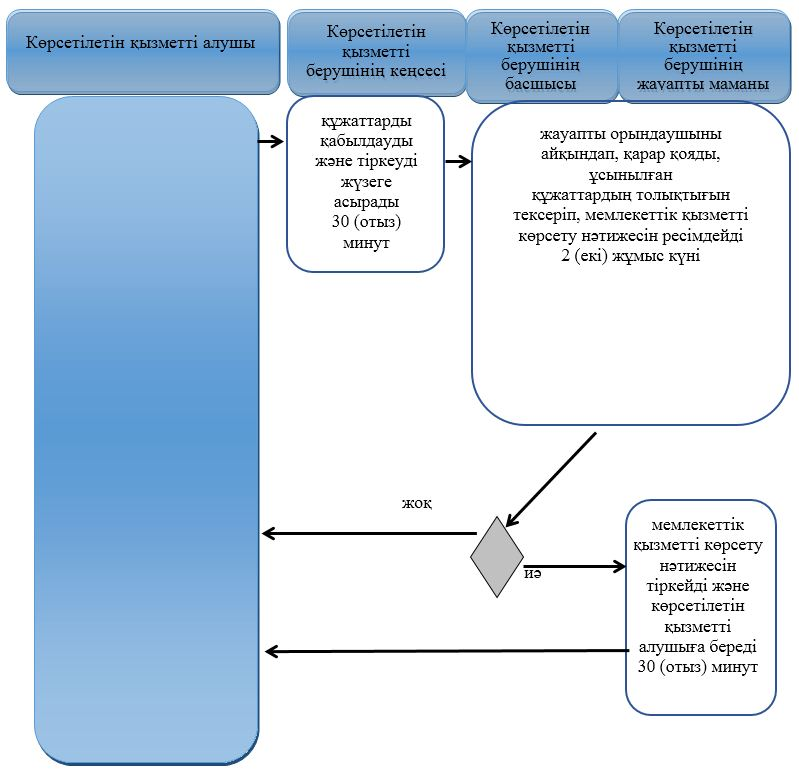 Көрсетілетін қызметті алушы
Көрсетілетін
қызметті
берушінің кеңсесі
Көрсетілетін
қызметті
берушінің
басшысы
Көрсетілетін
қызметті
берушінің
жауапты маманы
құжаттарды
қабылдауды
және тіркеуді
жүзеге
асырады
30 (отыз)
минут
жауапты орындаушыны
айқындап, қарар қояды,
ұсынылған
құжаттардың толықтығын
тексеріп, мемлекеттік қызметті
көрсету нәтижесін ресімдейді
2 (екі) жұмыс күні
жоқ
иә
мемлекеттік
қызметті көрсету
нәтижесін
тіркейді және
көрсетілетін
қызметті
алушыға береді
30 (отыз) минут